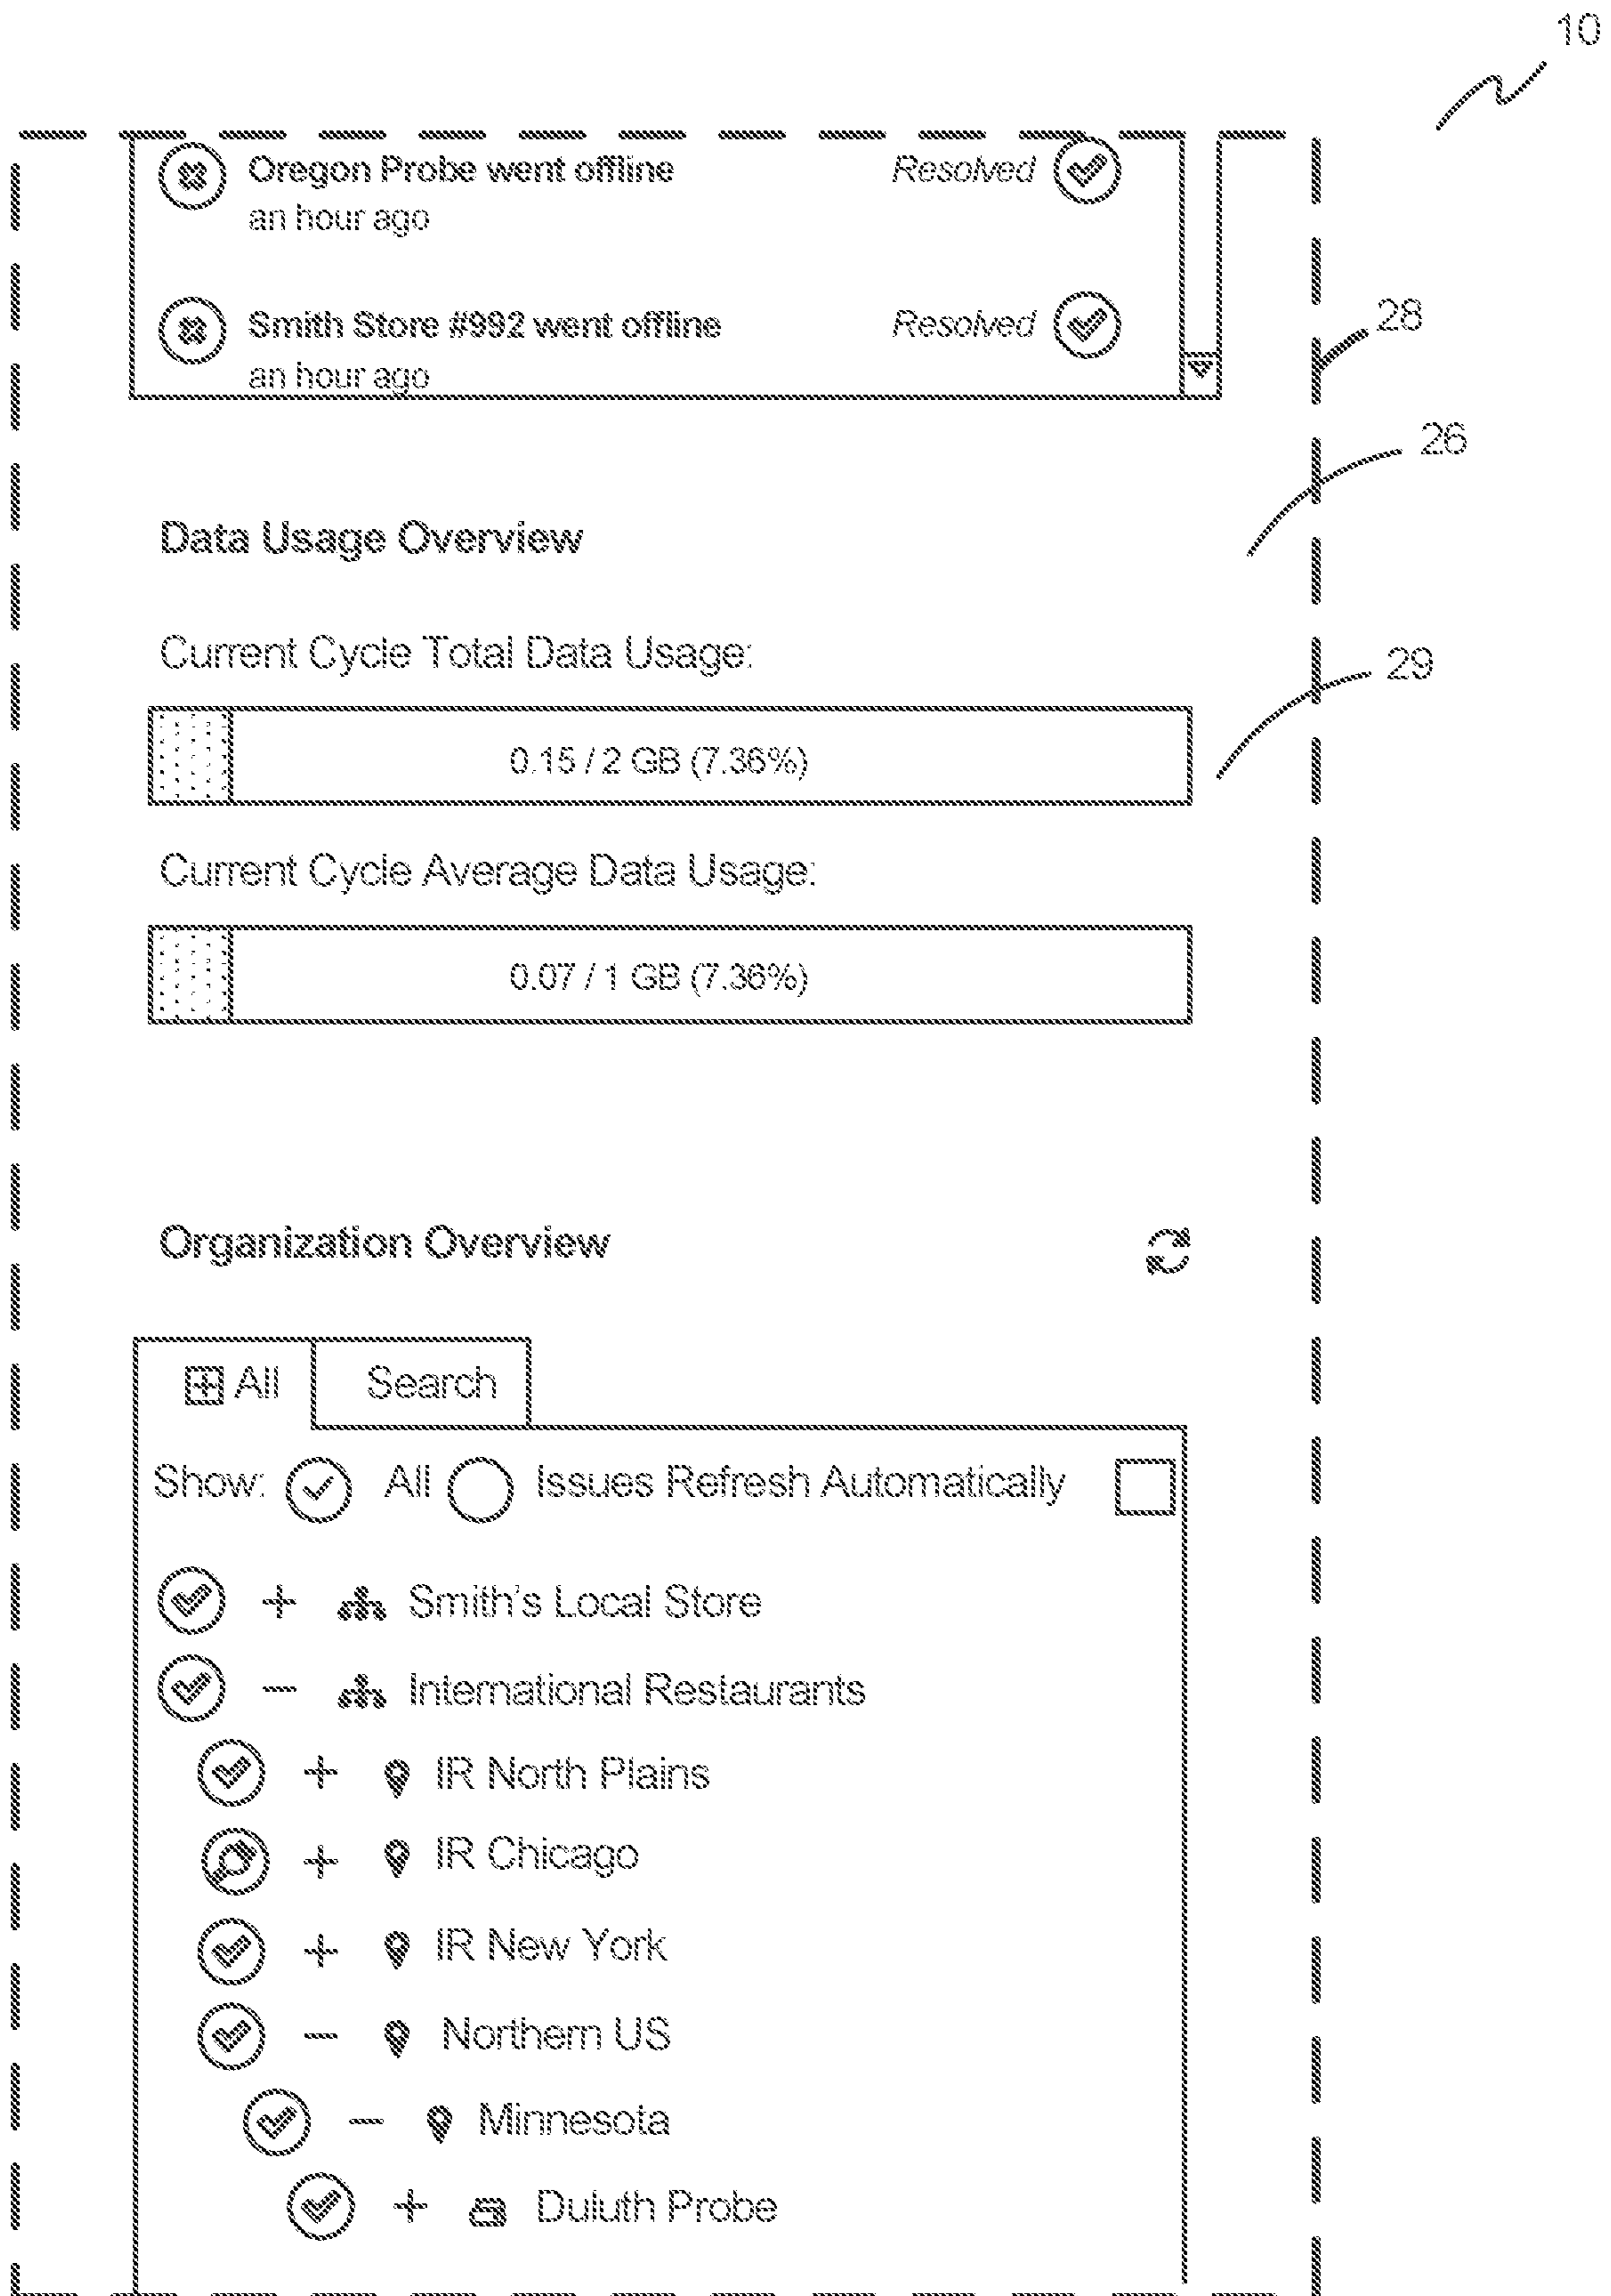 10
Oregon Probe went offline Resolved
an hour ago
28
Smith Store #992 went offline Resolved
an hour ago
26
Data Usage Overview
Current Cycle Total Data Usage:
29
0.15 / 2 GB (7.36%)
Current Cycle Average Data Usage:
0.07 / 1 GB (7.36%)
Organization Overview
All Search
Show: All Issues Refresh Automatically
Smith's Local Store
International Restaurants
IR North Plains
IR Chicago
IR New York
Northern US
Minnesota
Duluth Probe